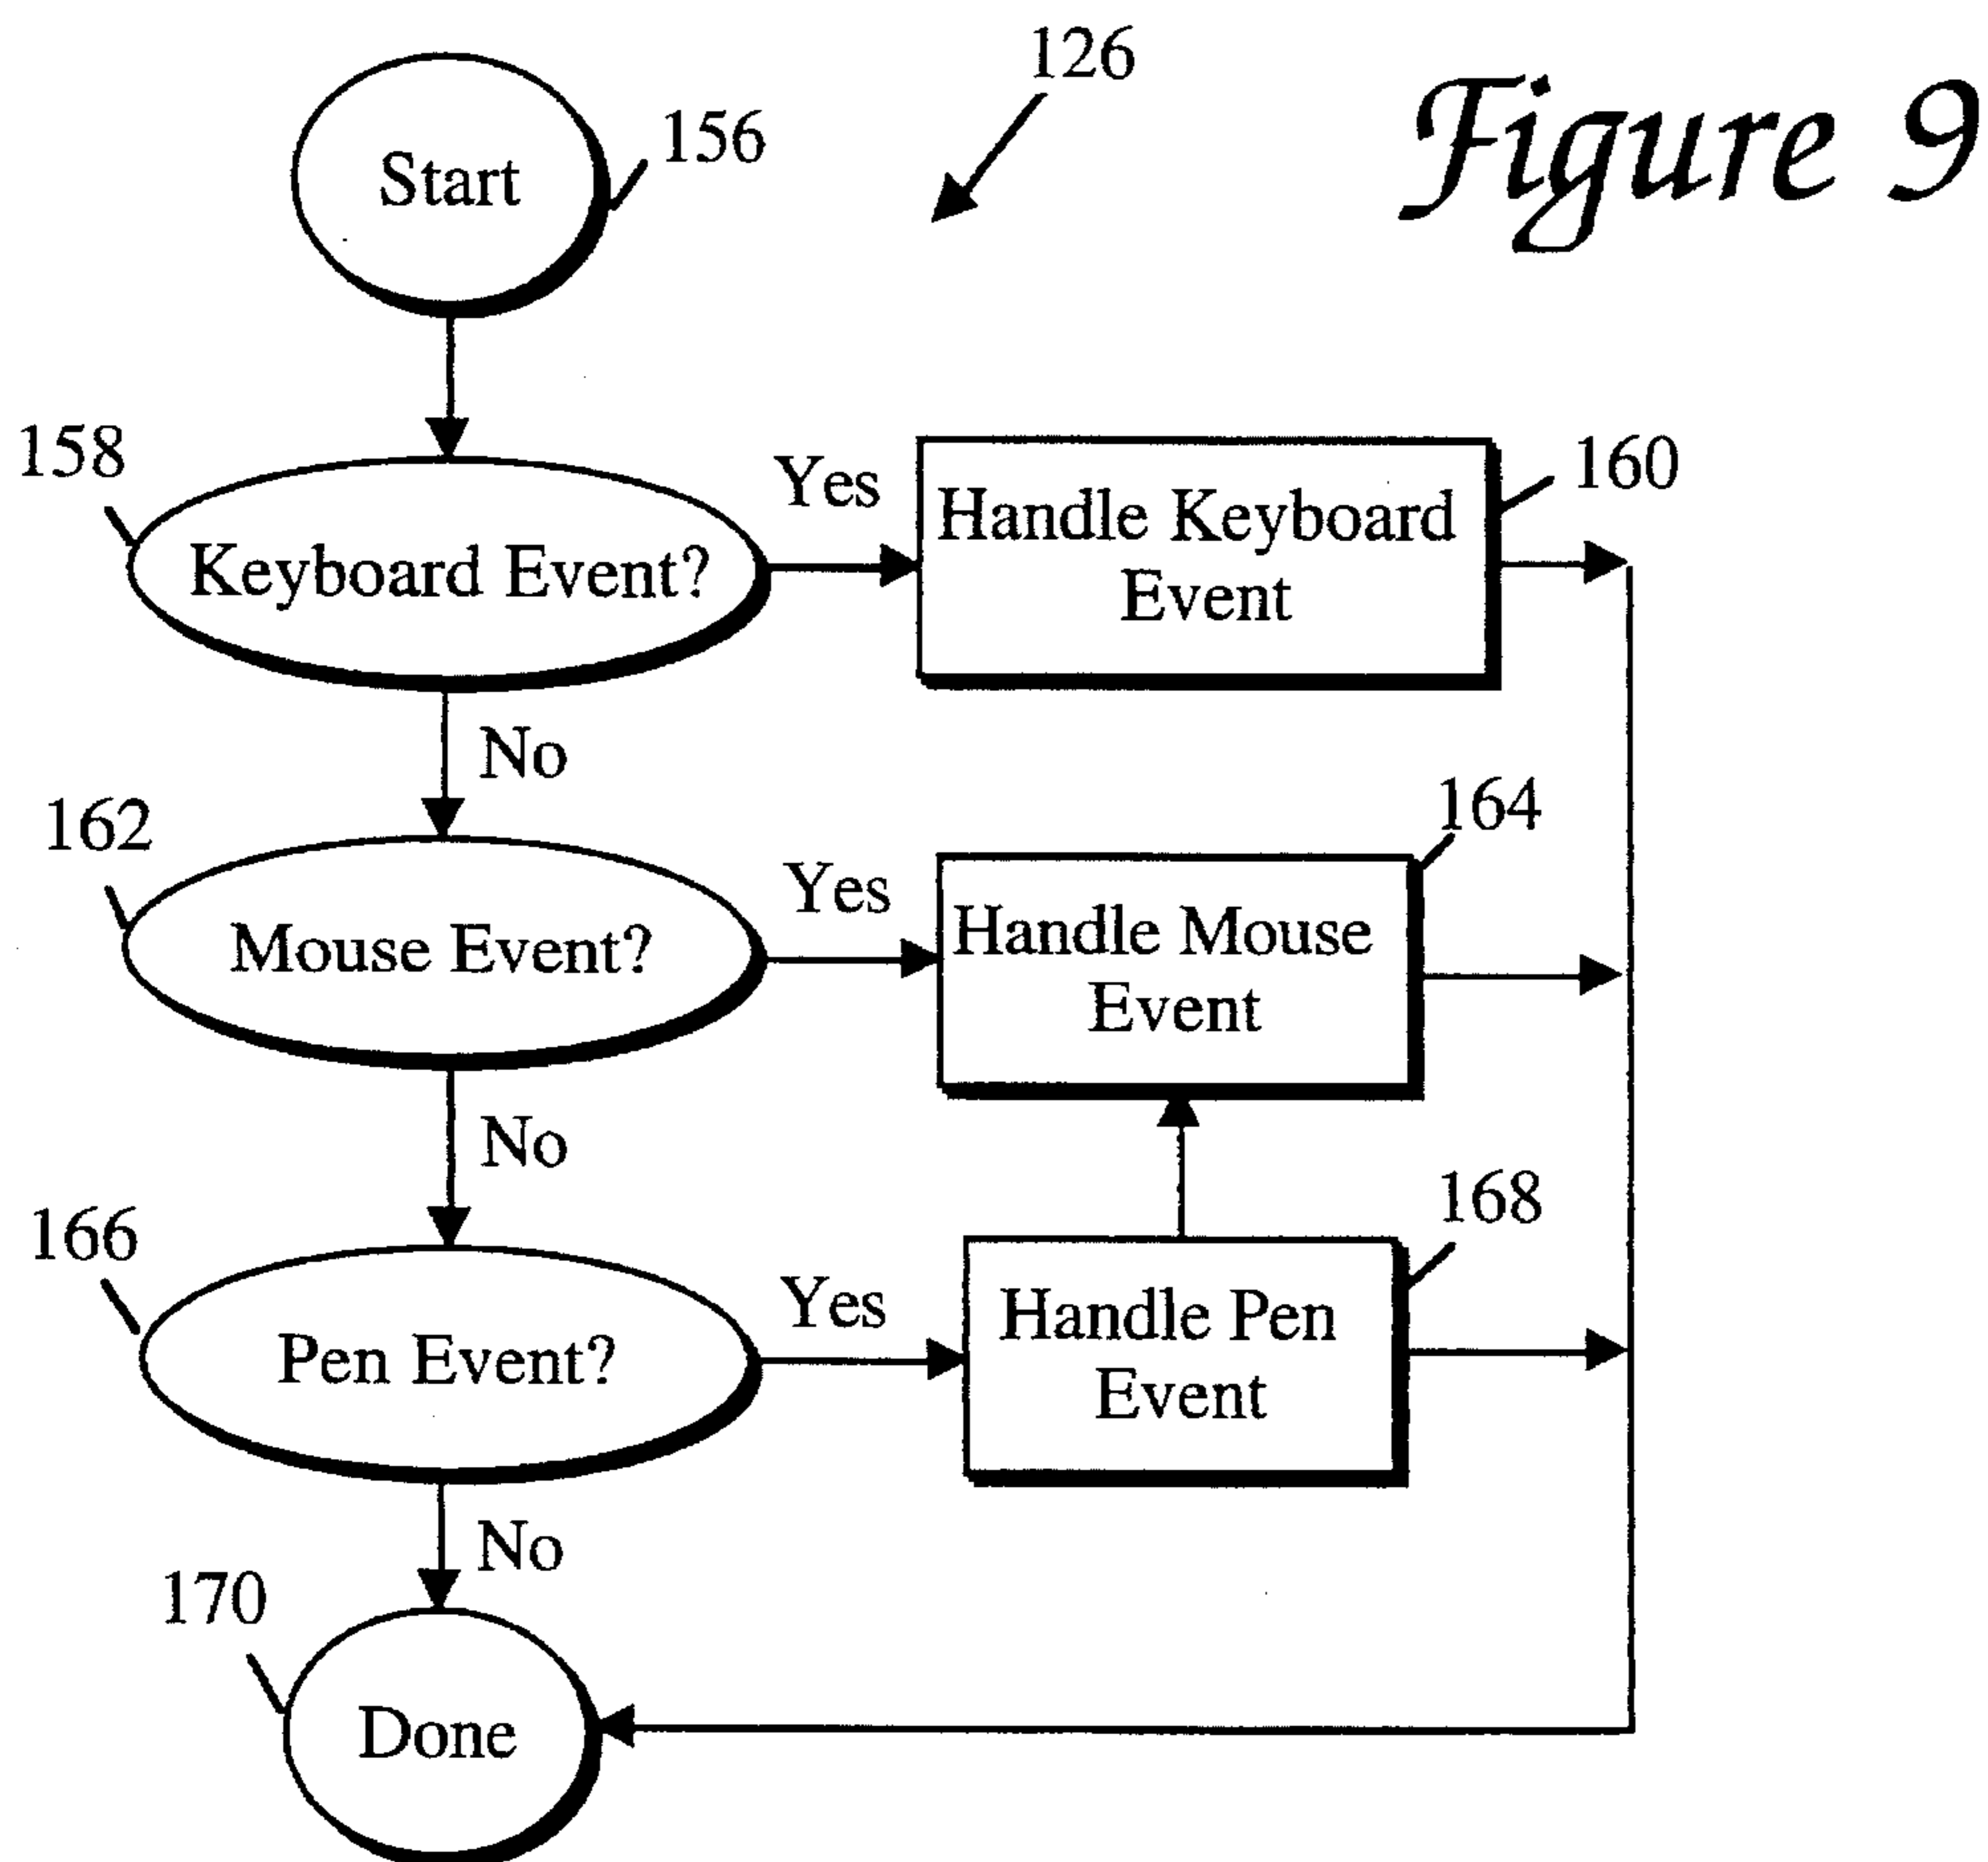 126
Figure 9
Start
156
158
Keyboard Event?
Yes
Handle Keyboard
Event
160
No
162
Mouse Event?
Yes
Handle Mouse
Event
164
No
166
Pen Event?
Yes
Handle Pen
Event
168
No
170
Done